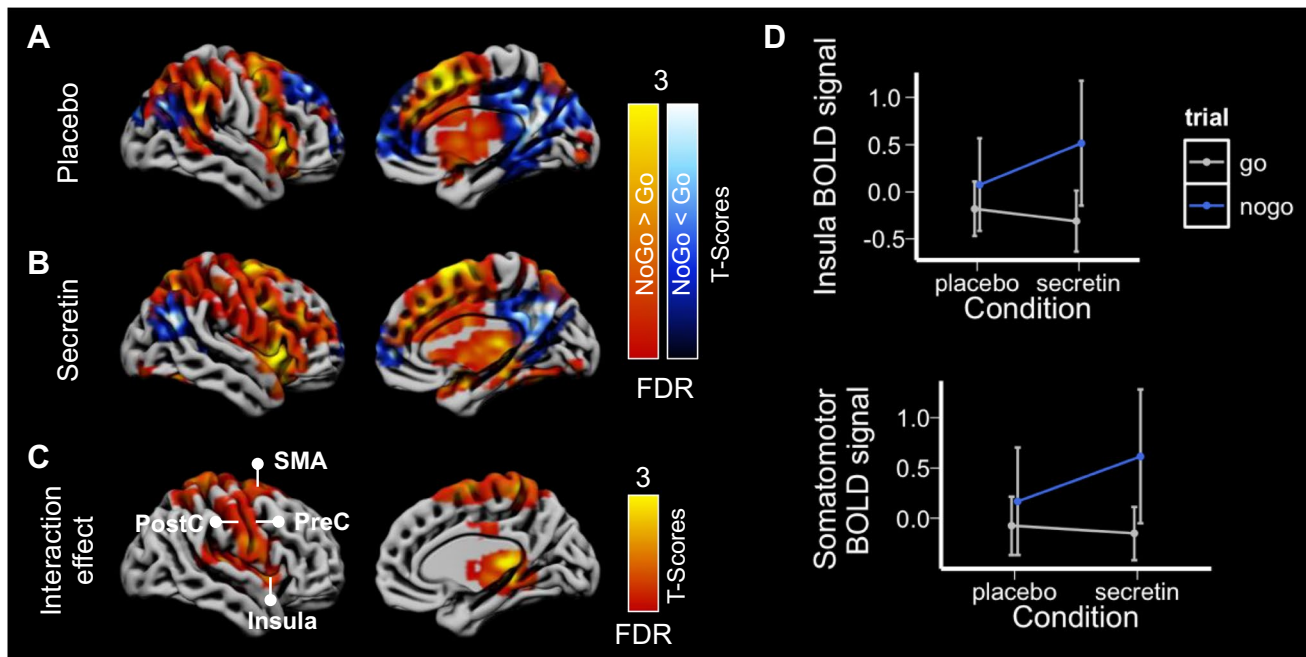 A
Placebo
B
Secretin
C
Interaction
effect
SMA
PostC
PreC
Insula
3
NoGo > Go
NoGo < Go
T-Scores
FDR
3
T-Scores
FDR
D
Insula BOLD signal
1.0
0.5
0.0
-0.5
placebo
secretin
Condition
trial
go
nogo
Somatomotor
BOLD signal
1.0
0.5
0.0
placebo
secretin
Condition